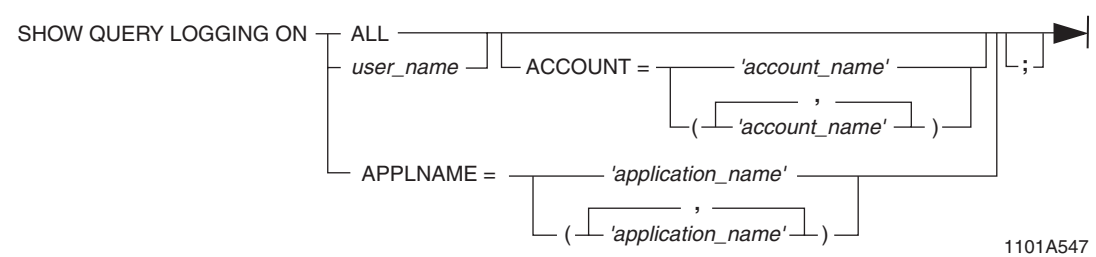 SHOW QUERY LOGGING ON ALL
user_name ACCOUNT = 'account_name' ;
,
( 'account_name' )
APPLNAME = 'application_name'
,
( 'application_name' )
1101A547